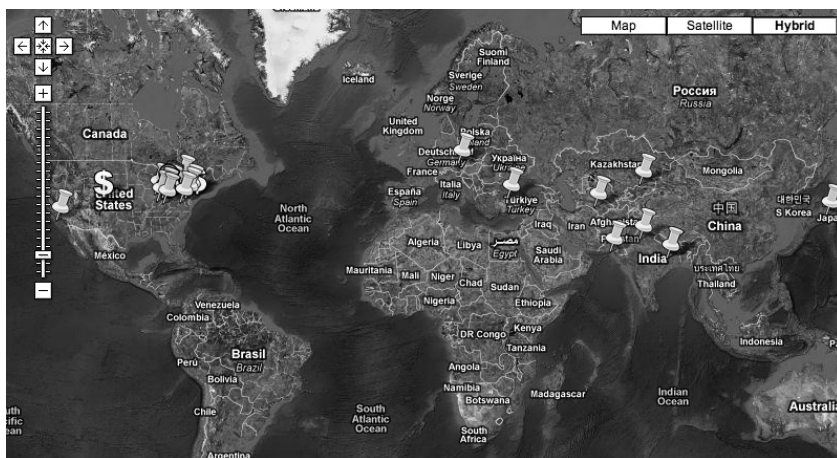 Map
Satellite
Hybrid
Iceland
Suomi
Finland
Sverige
Sweden
Norge
Norway
Россия
Russia
Canada
United
Kingdom
Polska
Deutschland
Germany
Україна
Ukraine
Kazakhstan
Mongolia
France
$
United
States
Italia
Italy
España
Spain
Türkiye
Turkey
中国
China
대한민국
S Korea
Japan
North
Atlantic
Ocean
Algeria
Libya
مصر
Egypt
Iraq
Iran
Afghanistan
Pakistan
Saudi
Arabia
India
México
Mauritania
Mali
Niger
Chad
Sudan
ประเทศไทย
Thailand
Nigeria
Ethiopia
Venezuela
Colombia
DR Congo
Kenya
Tanzania
Indonesia
Perú
Brasil
Brazil
Bolivia
Angola
Namibia
Botswana
Madagascar
Indian
Ocean
Chile
South
Atlantic
Ocean
South
Africa
Australia
Argentina